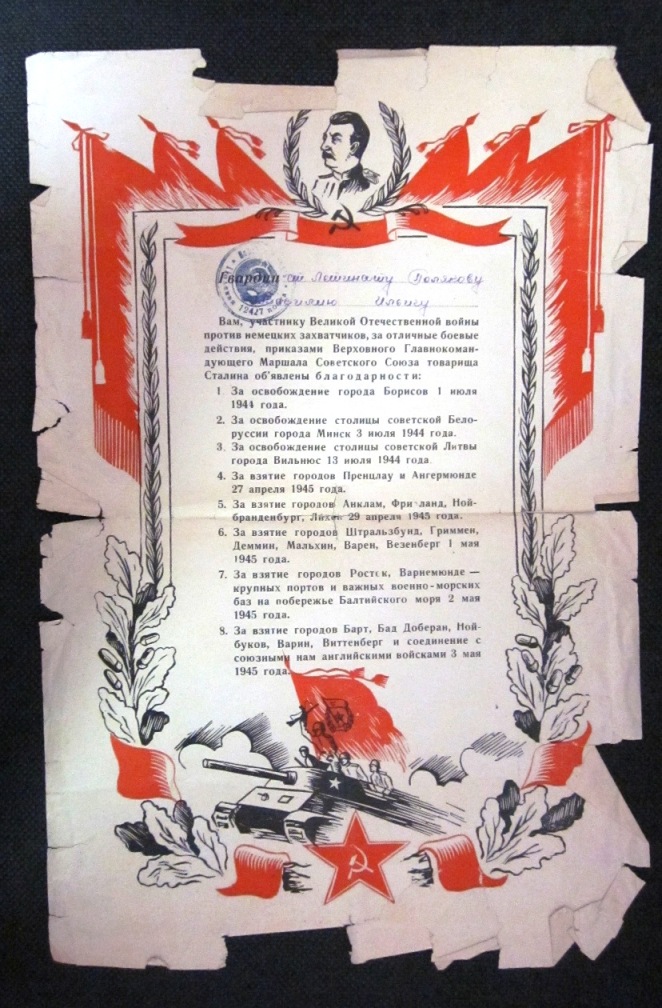 Гвардии ст Лейтенанту Полякову
Ильичу
12417
Вам, участнику Великой Отечественной войны
против немецких захватчиков, за отличные боевые
действия, приказами Верховного Главнокоман-
дующего Маршала Советского Союза товарища
Сталина об'явлены благодарности:
1 За освобождение города Борисов 1 июля
1944 года.
2. За освобождение столицы советской Бело-
руссии города Минск 3 июля 1944 года.
3. За освобождение столицы советской Литвы
города Вильнюс 13 июля 1944 года
4. За взятие городов Пренцлау и Ангермюнде
27 апреля 1945 года.
5. За взятие городов Анклам, Фридланд, Ной-
бранденбург, Лихен 29 апреля 1945 года.
6. За взятие городов Штральзбунд, Гриммен,
Деммин, Мальхин, Варен, Везенберг 1 мая
1945 года.
7. За взятие городов Росток, Варнемюнде —
крупных портов и важных военно-морских
баз на побережье Балтийского моря 2 мая
1945 года.
8. За взятие городов Барт, Бад Доберан, Ной-
буков, Варин, Виттенберг и соединение с
союзными нам английскими войсками 3 мая
1945 года.